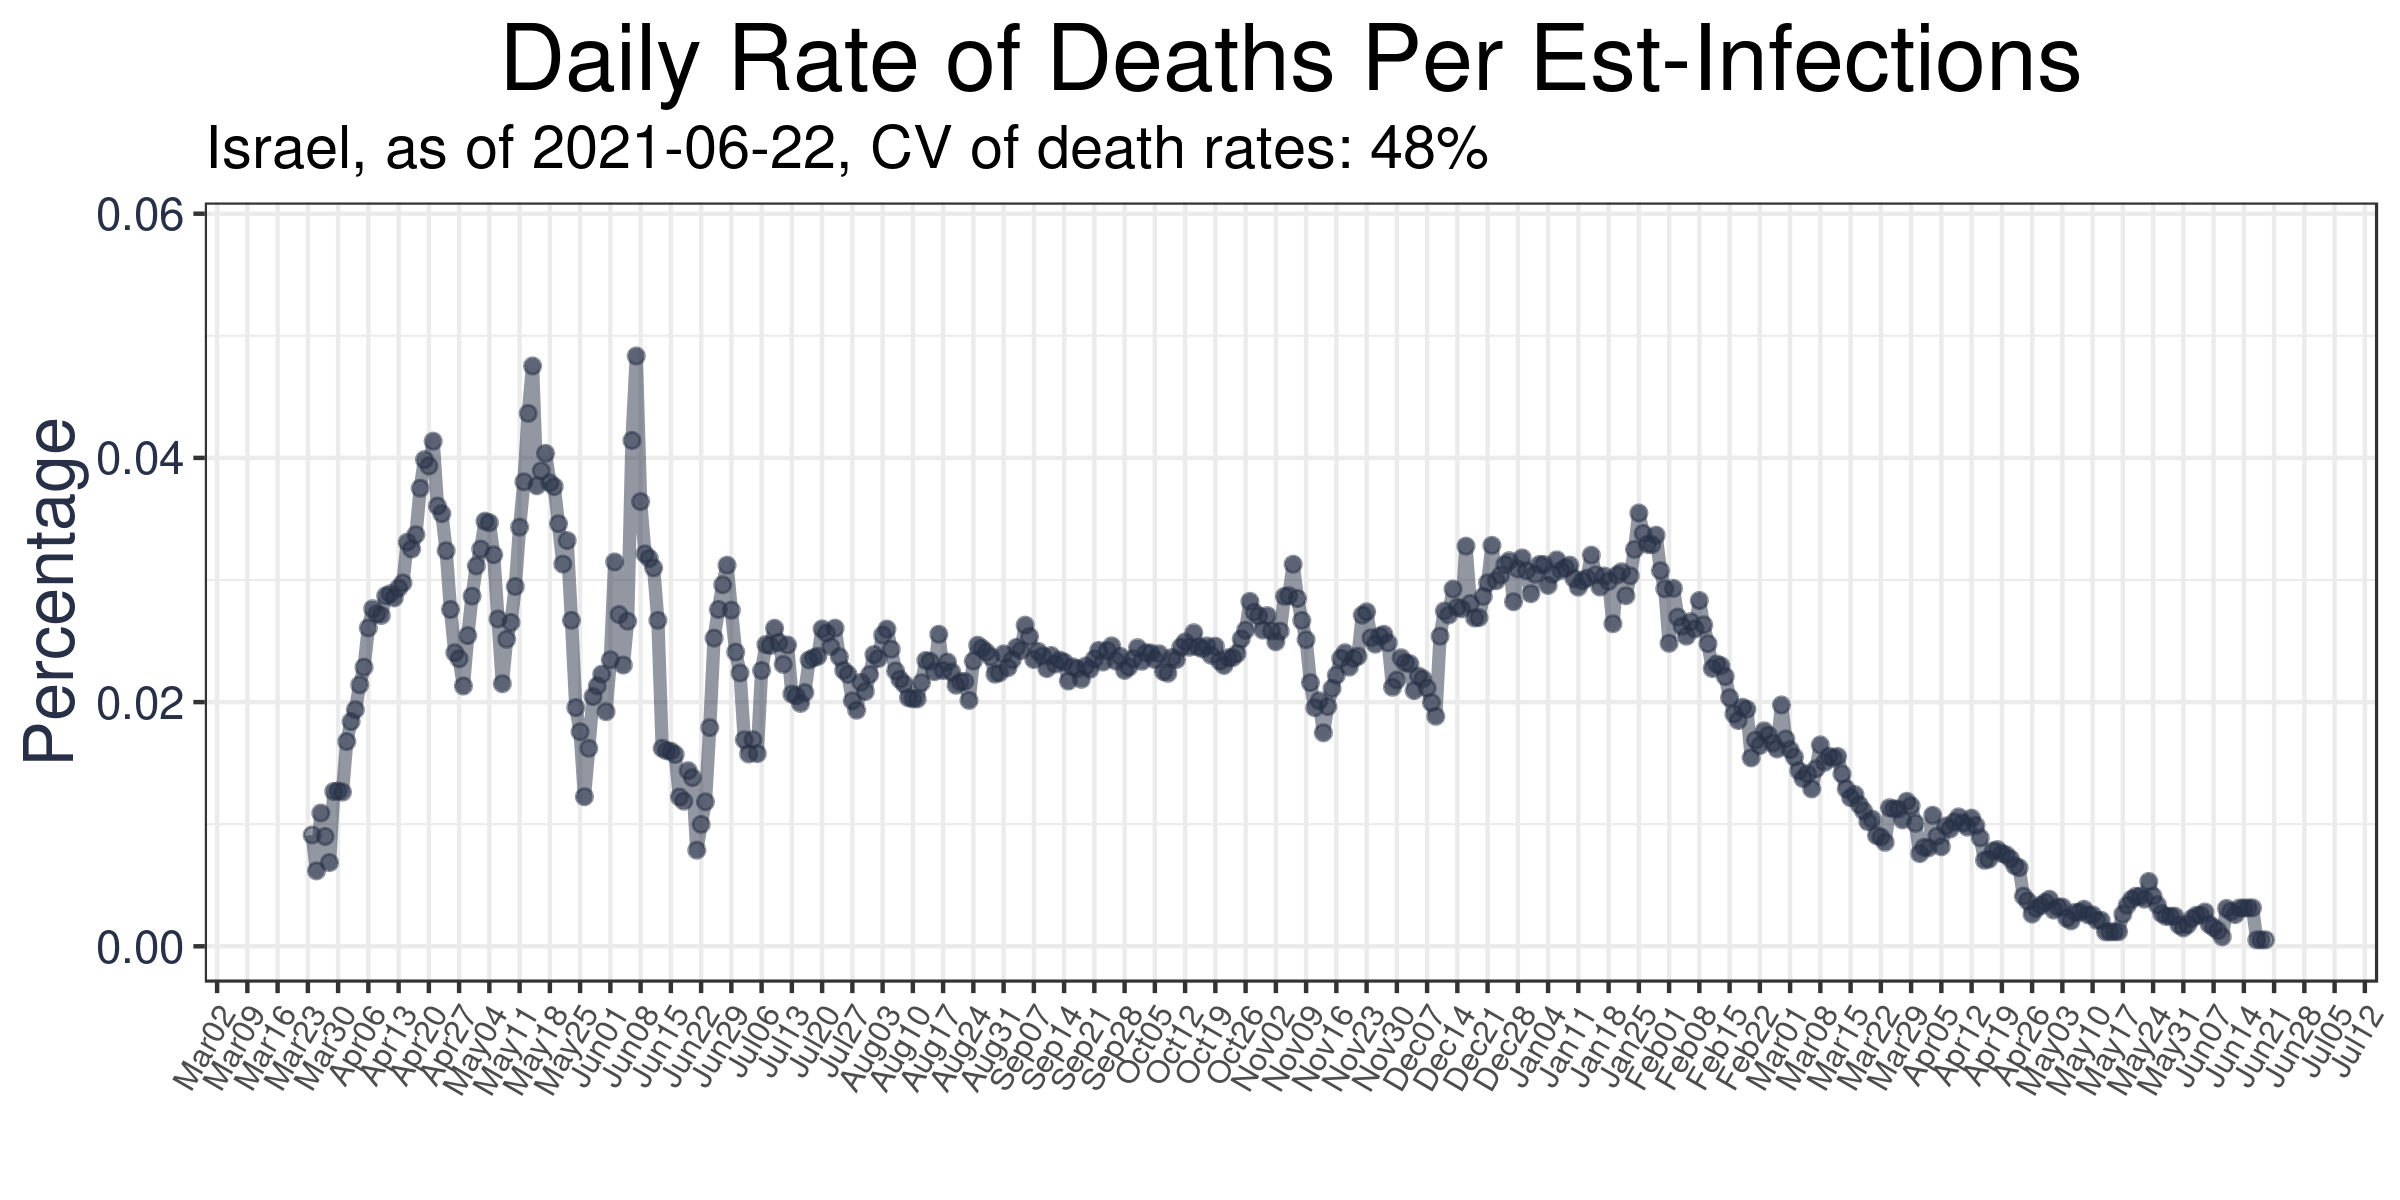 Daily Rate of Deaths Per Est-Infections
Israel, as of 2021-06-22, CV of death rates: 48%
Percentage
0.06
0.04
0.02
0.00
Mar02
Mar09
Mar16
Mar23
Mar30
Apr06
Apr13
Apr20
Apr27
May04
May11
May18
May25
Jun01
Jun08
Jun15
Jun22
Jun29
Jul06
Jul13
Jul20
Jul27
Aug03
Aug10
Aug17
Aug24
Aug31
Sep07
Sep14
Sep21
Sep28
Oct05
Oct12
Oct19
Oct26
Nov02
Nov09
Nov16
Nov23
Nov30
Dec07
Dec14
Dec21
Dec28
Dec04
Jan11
Jan18
Jan25
Feb01
Feb08
Feb15
Feb22
Mar01
Mar08
Mar15
Mar22
Mar29
Apr05
Apr12
Apr19
Apr26
May03
May10
May17
May24
May31
May07
Jun14
Jun21
Jun28
Jul05
Jul12